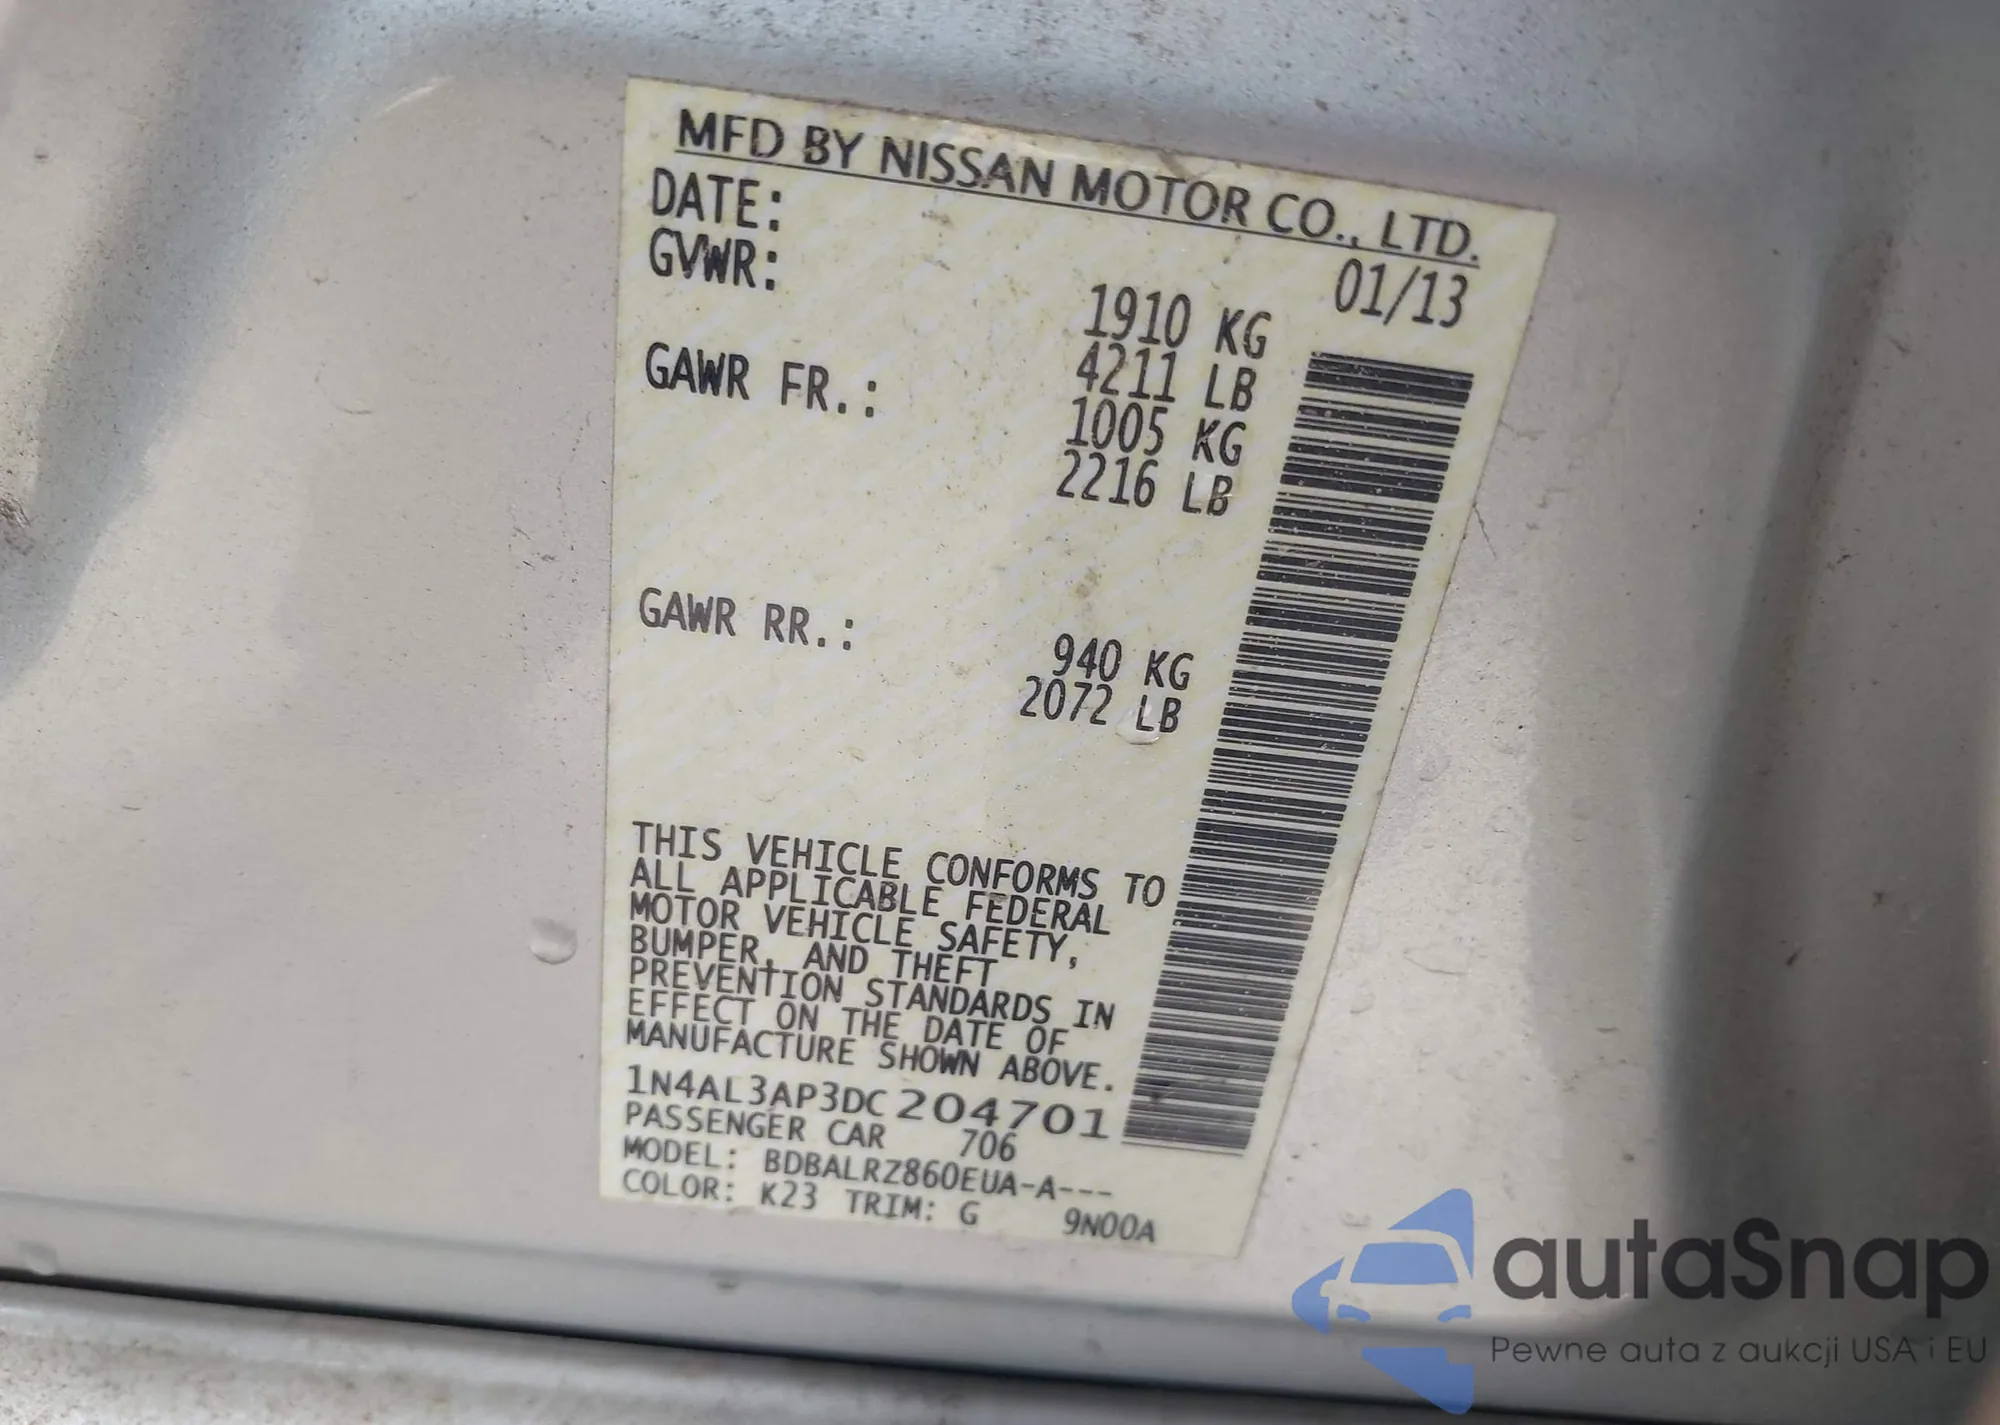 MFD BY NISSAN MOTOR CO., LTD.
DATE: 01/13
GVWR: 1910 KG
4211 LB
GAWR FR.: 1005 KG
2216 LB
GAWR RR.: 940 KG
2072 LB
THIS VEHICLE CONFORMS TO
ALL APPLICABLE FEDERAL
MOTOR VEHICLE SAFETY,
BUMPER, AND THEFT
PREVENTION STANDARDS IN
EFFECT ON THE DATE OF
MANUFACTURE SHOWN ABOVE.
1N4AL3AP3DC204701
PASSENGER CAR 706
MODEL: BDBALRZ860EUA-A---
COLOR: K23 TRIM: G 9N00A
autaSnap
Pewne auta z aukcji USA i EU